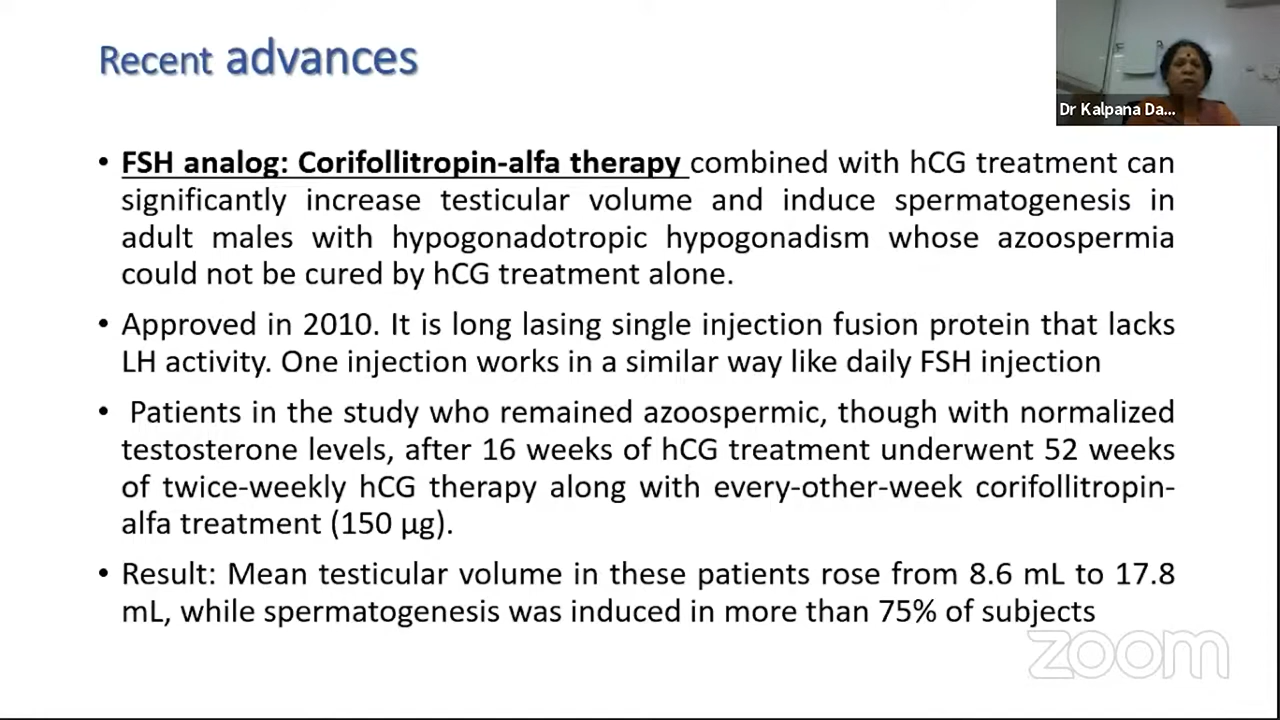 Recent advances
Dr Kalpana Da...
• FSH analog: Corifollitropin-alfa therapy combined with hCG treatment can
significantly increase testicular volume and induce spermatogenesis in
adult males with hypogonadotropic hypogonadism whose azoospermia
could not be cured by hCG treatment alone.
• Approved in 2010. It is long lasing single injection fusion protein that lacks
LH activity. One injection works in a similar way like daily FSH injection
• Patients in the study who remained azoospermic, though with normalized
testosterone levels, after 16 weeks of hCG treatment underwent 52 weeks
of twice-weekly hCG therapy along with every-other-week corifollitropin-
alfa treatment (150 µg).
• Result: Mean testicular volume in these patients rose from 8.6 mL to 17.8
mL, while spermatogenesis was induced in more than 75% of subjects
zoom